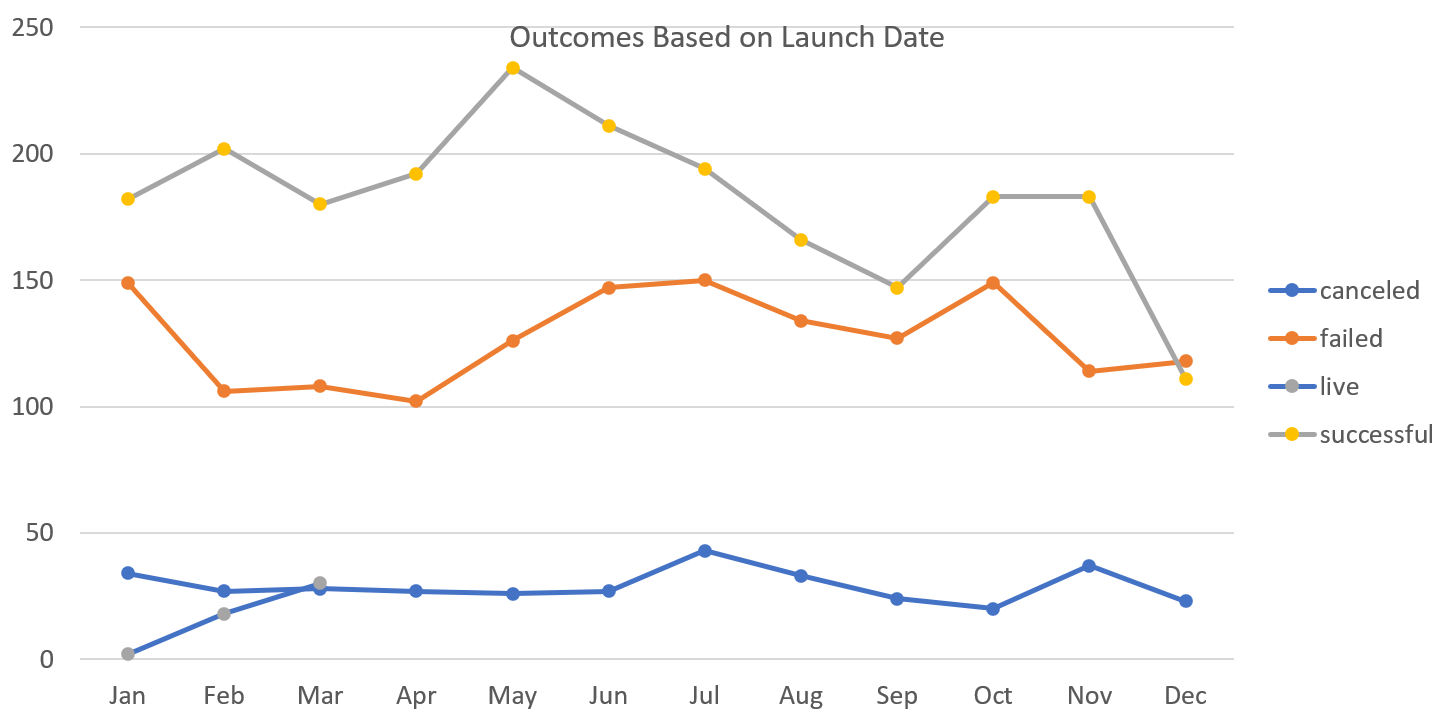 Outcomes Based on Launch Date
250
200
150
100
50
0
Jan Feb Mar Apr May Jun Jul Aug Sep Oct Nov Dec
canceled
failed
live
successful